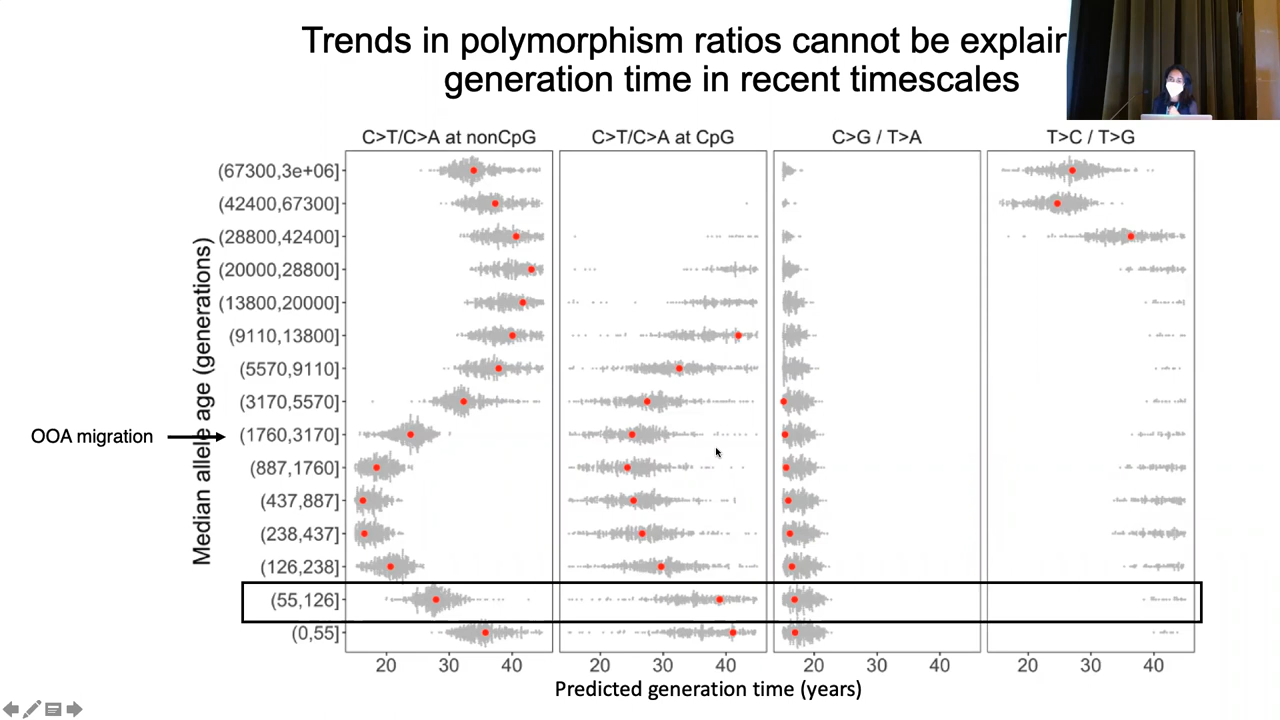 Trends in polymorphism ratios cannot be explain
generation time in recent timescales
C>T/C>A at nonCpG
C>T/C>A at CpG
C>G / T>A
T>C / T>G
Median allele age (generations)
(67300,3e+06]
(42400,67300]
(28800,42400]
(20000,28800]
(13800,20000]
(9110,13800]
(5570,9110]
(3170,5570]
OOA migration
(1760,3170]
(887,1760]
(437,887]
(238,437]
(126,238]
(55,126]
(0,55]
20 30 40
20 30 40
20 30 40
20 30 40
Predicted generation time (years)